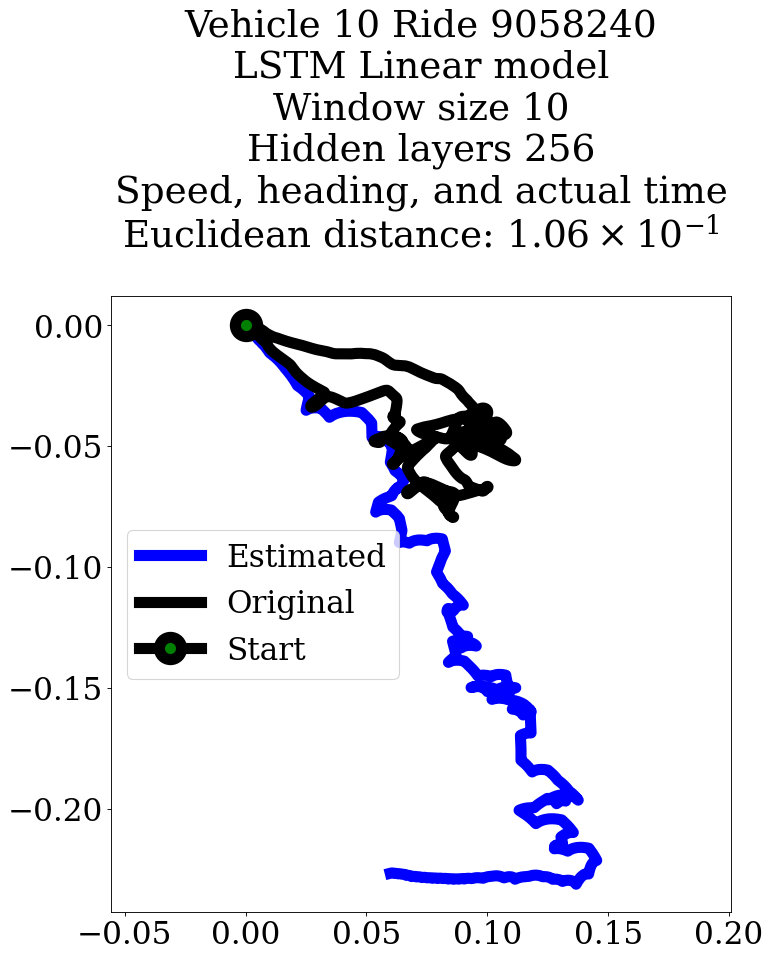 Vehicle 10 Ride 9058240
LSTM Linear model
Window size 10
Hidden layers 256
Speed, heading, and actual time
Euclidean distance: 1.06 × 10⁻¹
0.00
−0.05
−0.10
−0.15
−0.20
Estimated
Original
Start
−0.05 0.00 0.05 0.10 0.15 0.20